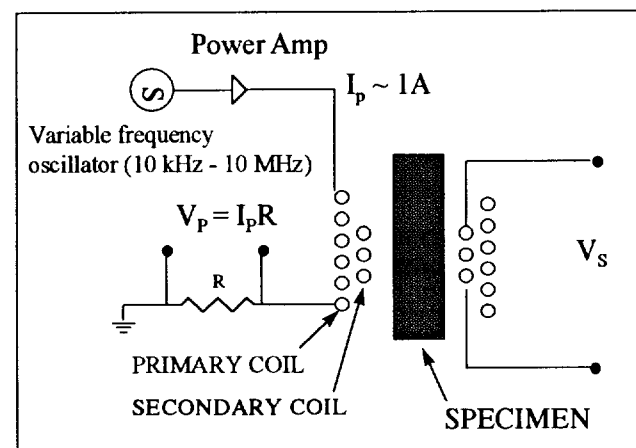 Power Amp
I_p ~ 1A
S
Variable frequency
oscillator (10 kHz - 10 MHz)
V_P = I_PR
R
V_S
PRIMARY COIL
SECONDARY COIL
SPECIMEN